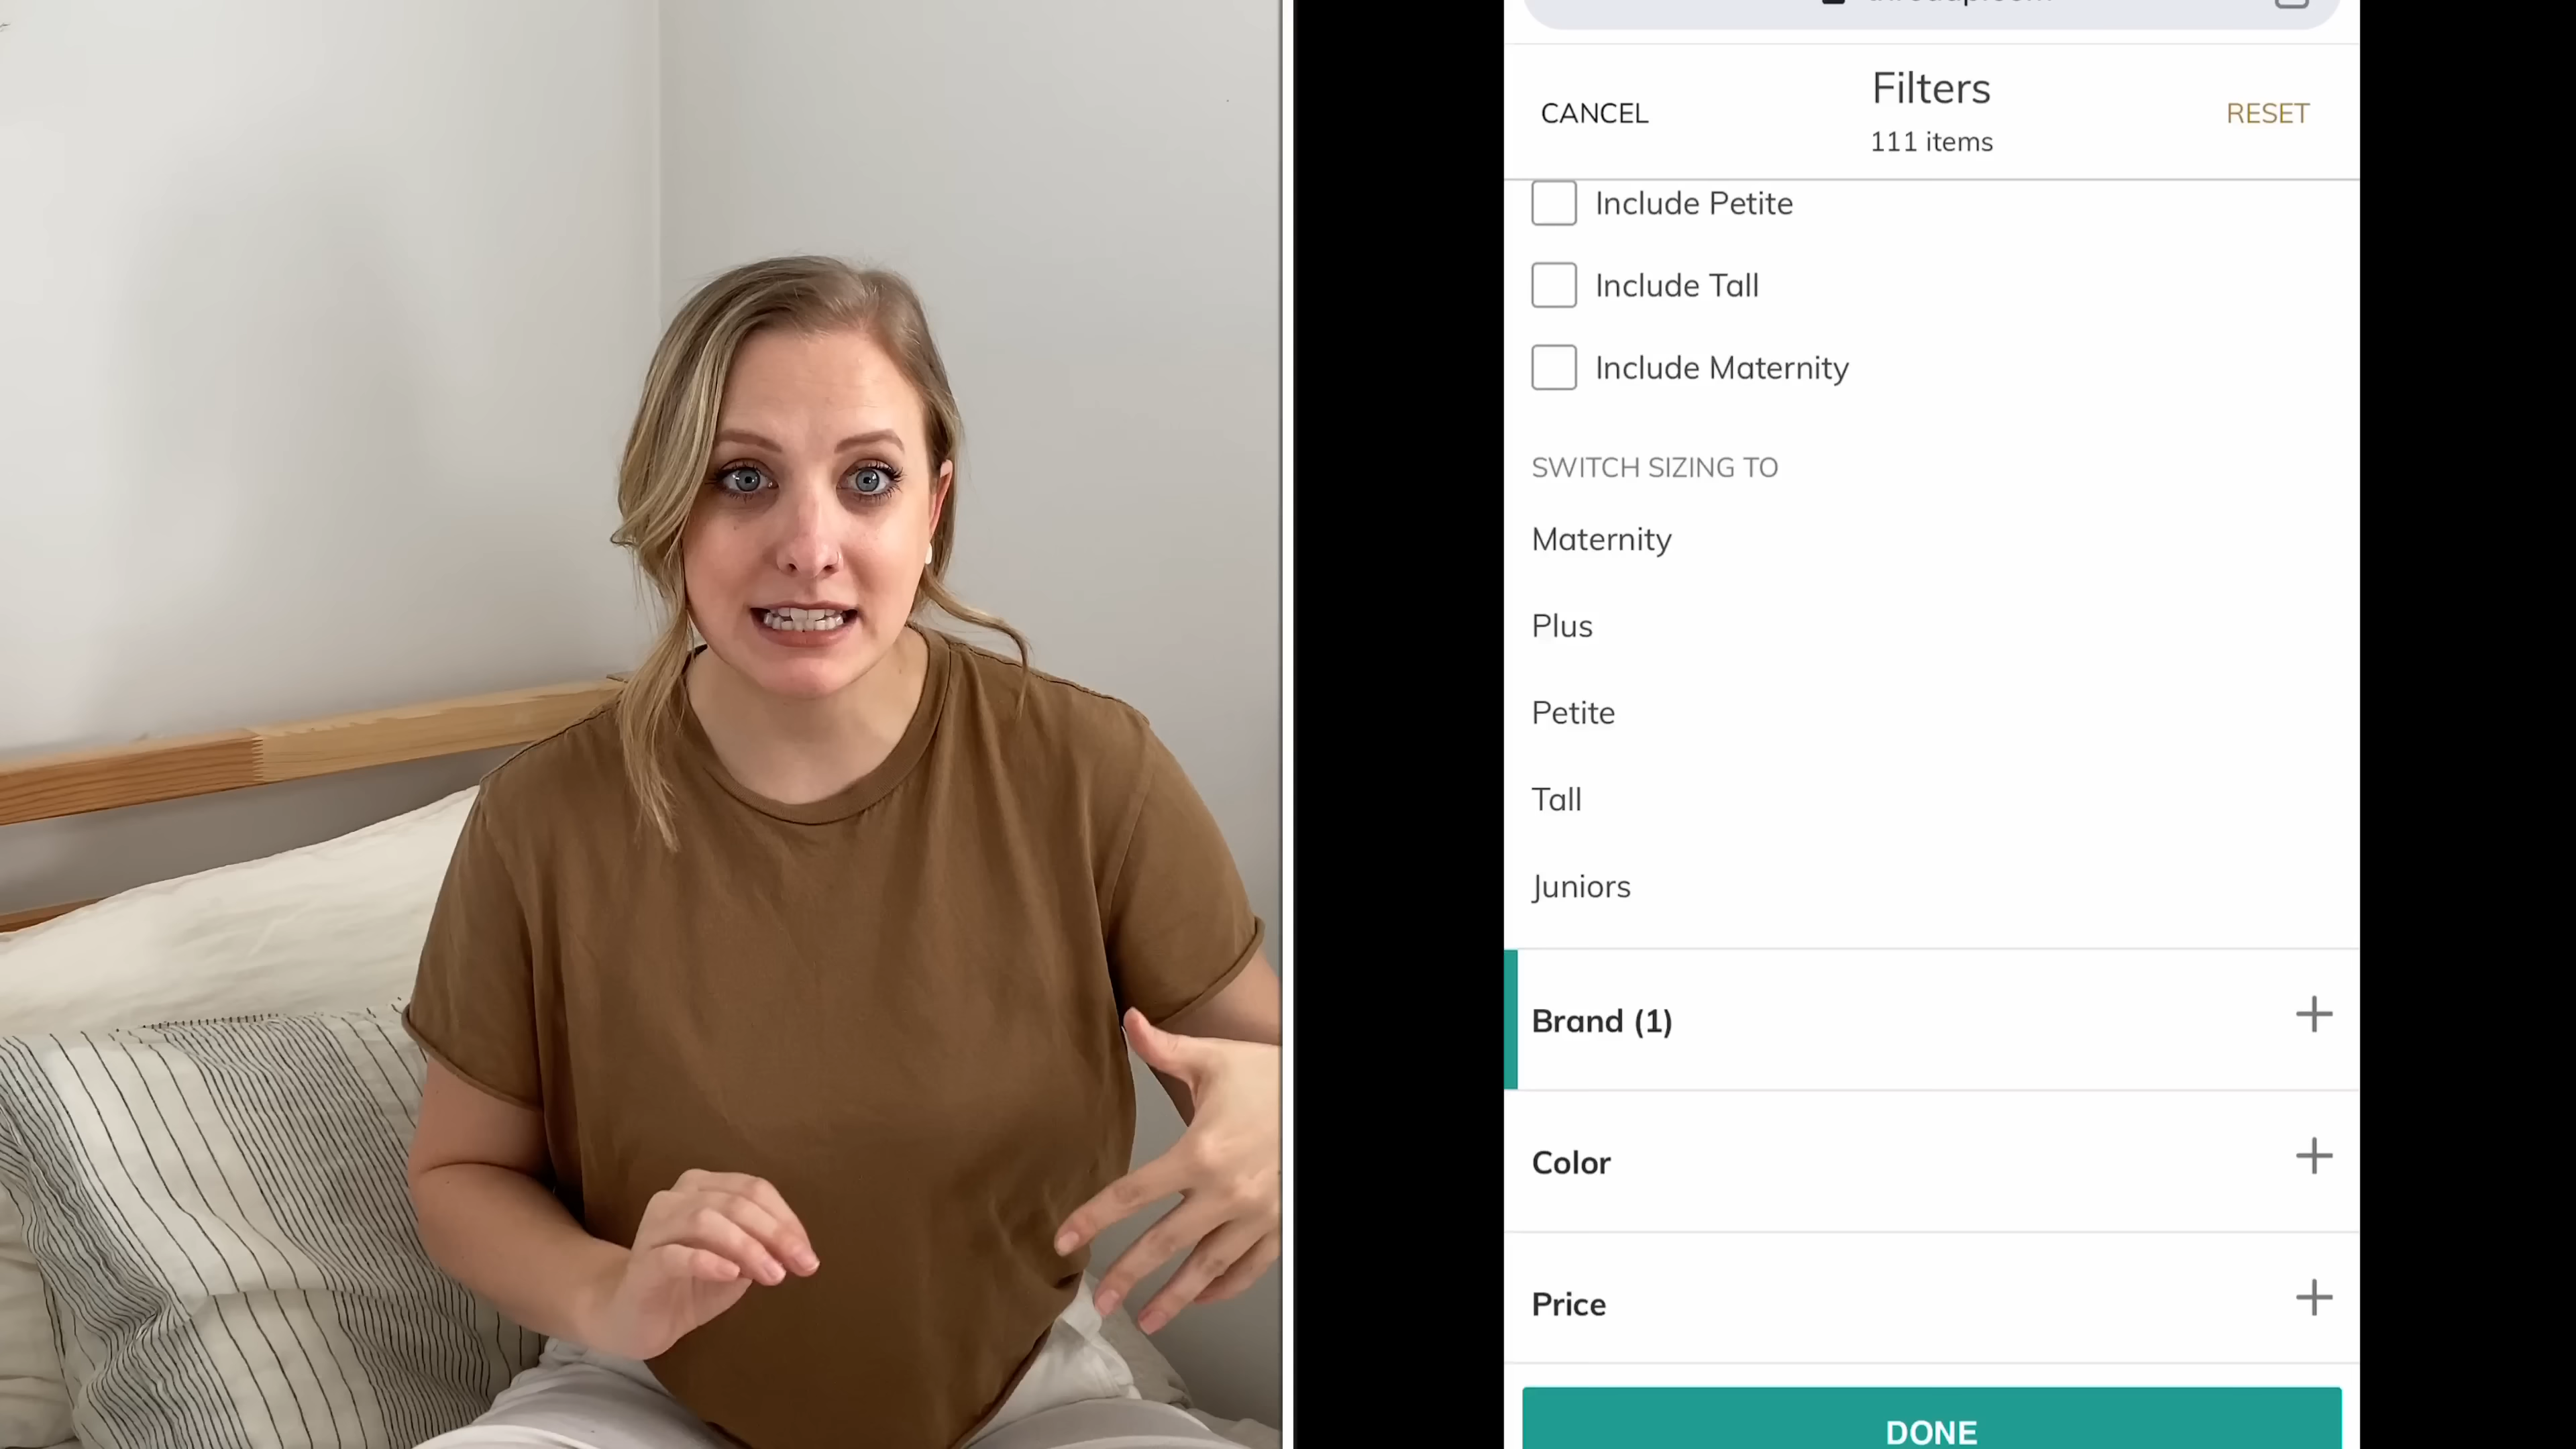 Filters
CANCEL
RESET
111 items
Include Petite
Include Tall
Include Maternity
SWITCH SIZING TO
Maternity
Plus
Petite
Tall
Juniors
Brand (1)
Color
Price
DONE